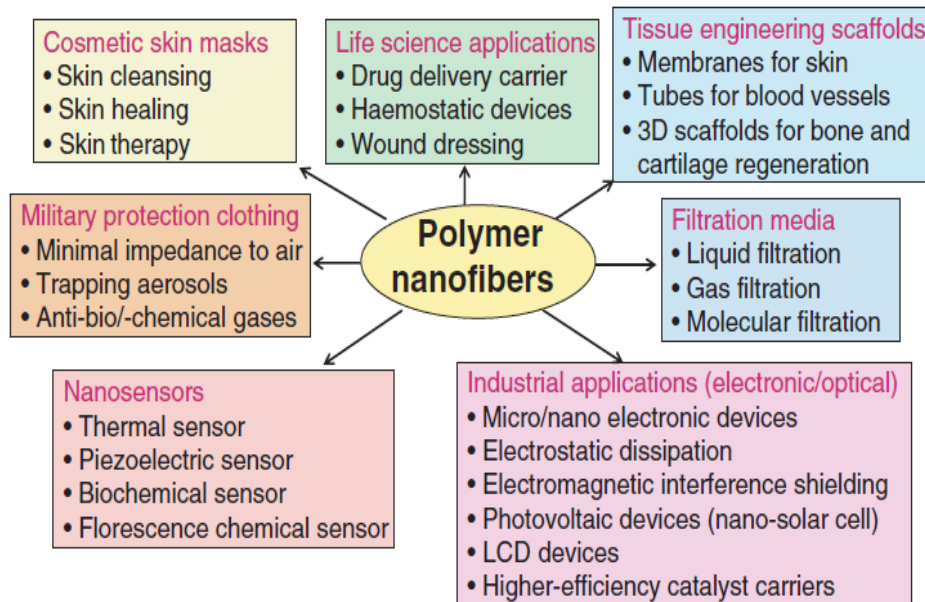 Cosmetic skin masks
• Skin cleansing
• Skin healing
• Skin therapy
Life science applications
• Drug delivery carrier
• Haemostatic devices
• Wound dressing
Tissue engineering scaffolds
• Membranes for skin
• Tubes for blood vessels
• 3D scaffolds for bone and
cartilage regeneration
Military protection clothing
• Minimal impedance to air
• Trapping aerosols
• Anti-bio/-chemical gases
Polymer
nanofibers
Filtration media
• Liquid filtration
• Gas filtration
• Molecular filtration
Nanosensors
• Thermal sensor
• Piezoelectric sensor
• Biochemical sensor
• Florescence chemical sensor
Industrial applications (electronic/optical)
• Micro/nano electronic devices
• Electrostatic dissipation
• Electromagnetic interference shielding
• Photovoltaic devices (nano-solar cell)
• LCD devices
• Higher-efficiency catalyst carriers